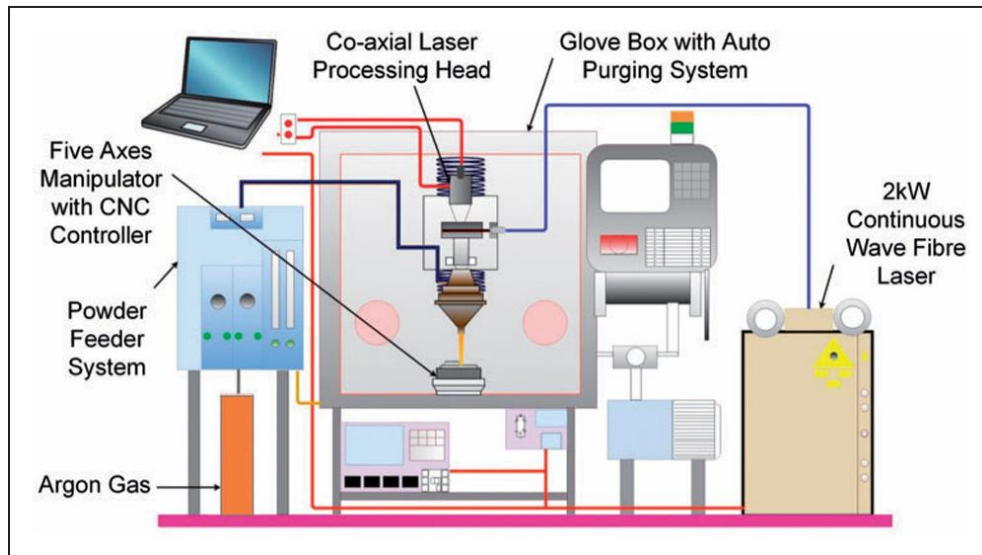 Co-axial Laser
Processing Head
Glove Box with Auto
Purging System
Five Axes
Manipulator
with CNC
Controller
2kW
Continuous
Wave Fibre
Laser
Powder
Feeder
System
Argon Gas